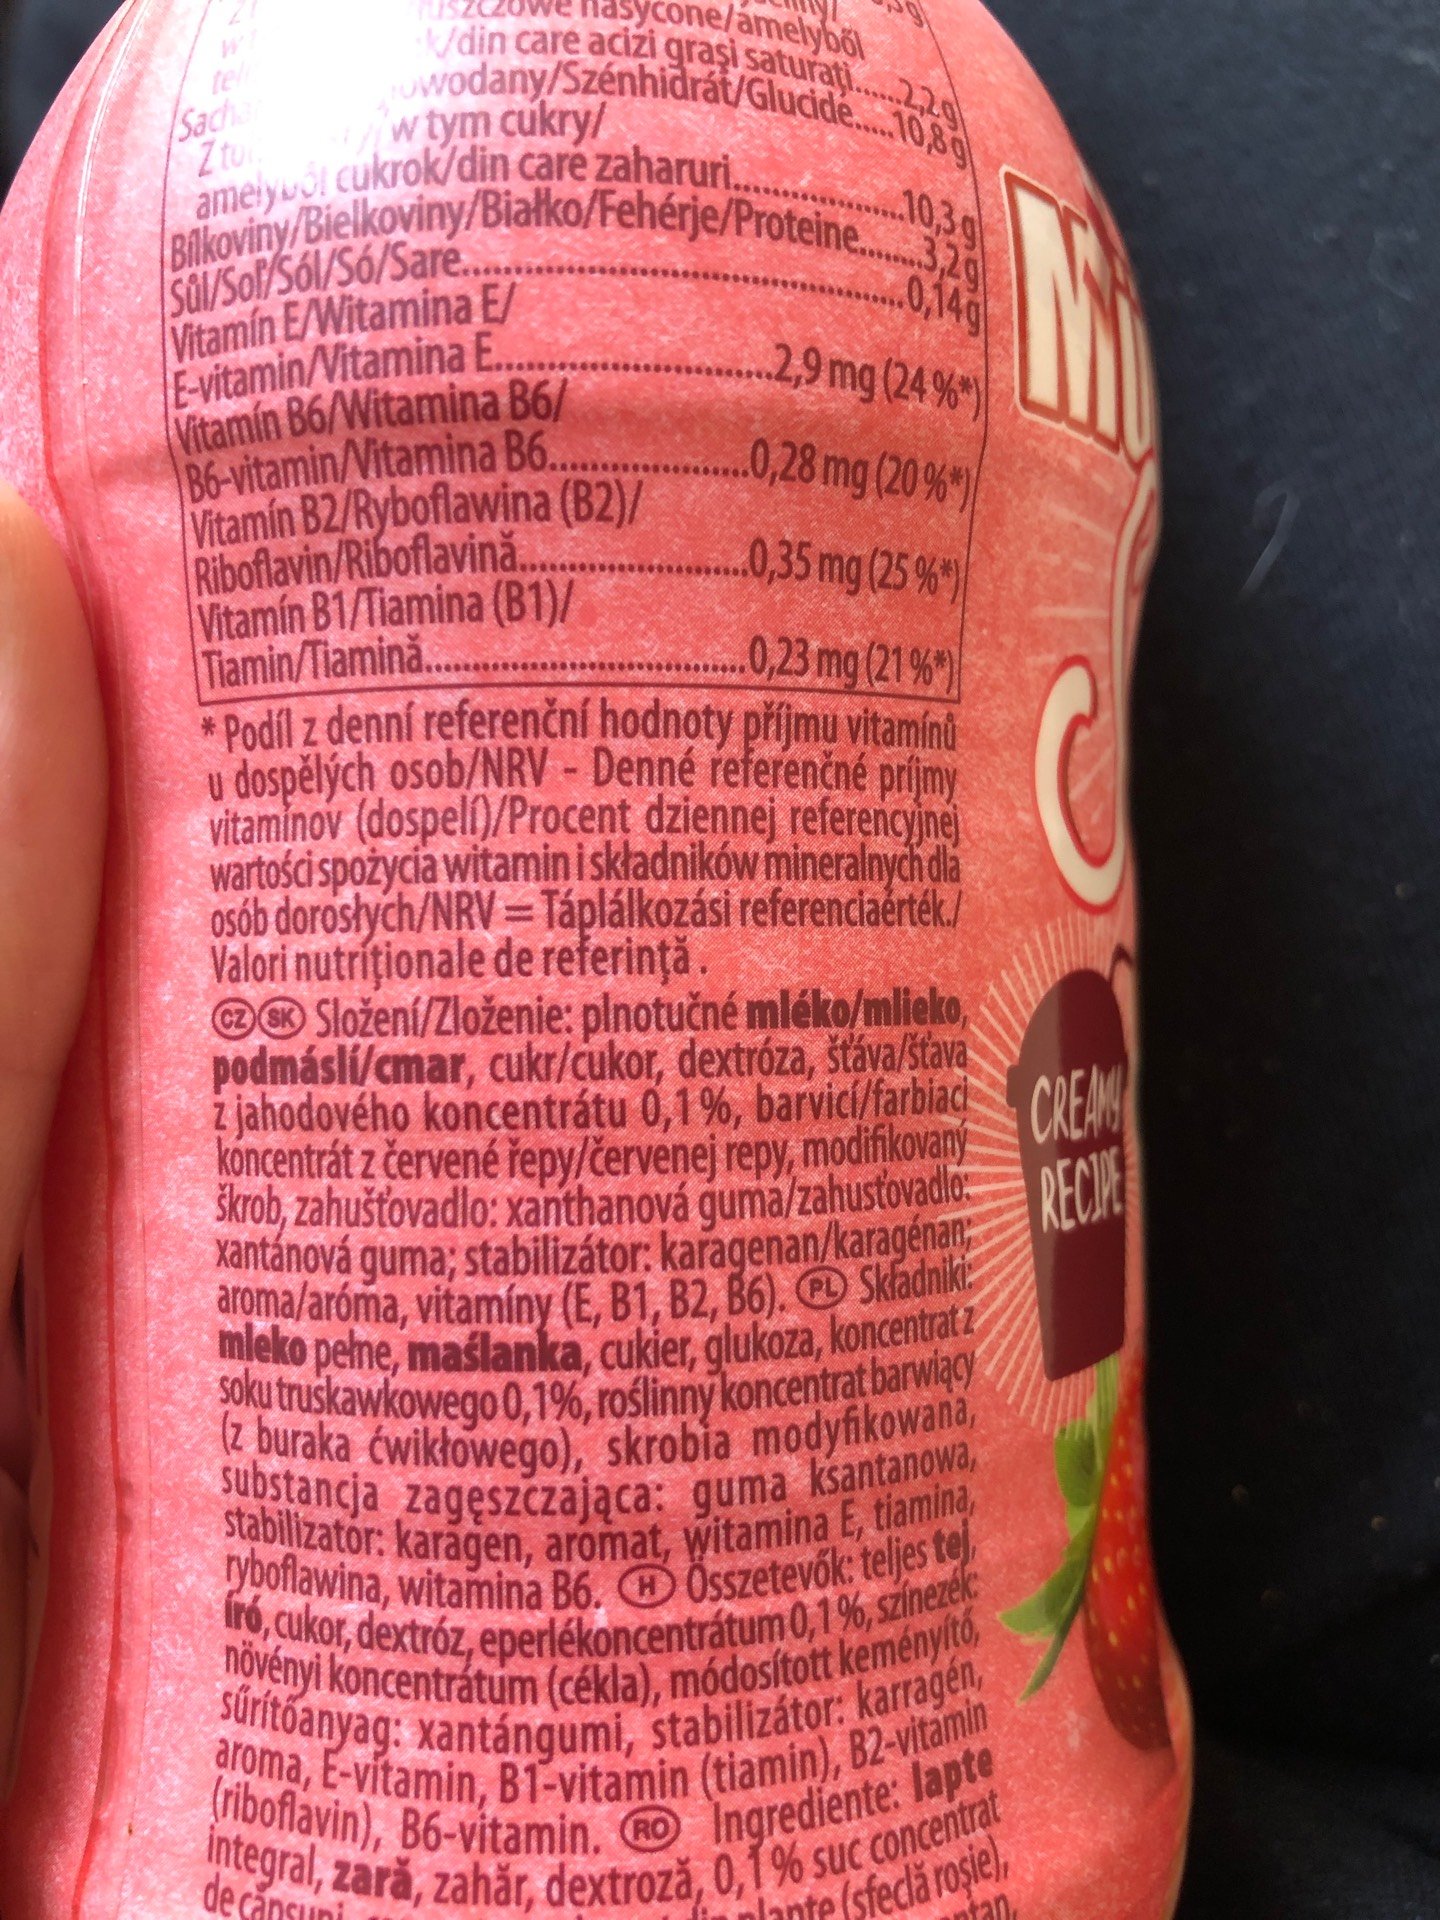 nasycone/amelyből
/din care acizi grași saturați......2,2g
/Szénhidrát/Glucide.....10,8g
w tym cukry/
cukrok/din care zaharuri..................10,3g
Bílkoviny/Bielkoviny/Białko/Fehérje/Proteine.......3,2g
Sůl/Soľ/Sól/Só/Sare.............................................0,14g
Vitamín E/Witamina E/
E-vitamin/Vitamina E.............................2,9 mg (24 %*)
Vitamín B6/Witamina B6/
B6-vitamin/Vitamina B6.....................0,28 mg (20 %*)
Vitamín B2/Ryboflawina (B2)/
Riboflavin/Riboflavină........................0,35 mg (25 %*)
Vitamín B1/Tiamina (B1)/
Tiamin/Tiamină..................................0,23 mg (21 %*)
* Podíl z denní referenční hodnoty příjmu vitamínů
u dospělých osob/NRV - Denné referenčné príjmy
vitamínov (dospelí)/Procent dziennej referencyjnej
wartości spożycia witamin i składników mineralnych dla
osób dorosłych/NRV = Táplálkozási referenciaérték./
Valori nutriționale de referință.
CZ SK Složení/Zloženie: plnotučné mléko/mlieko,
podmáslí/cmar, cukr/cukor, dextróza, šťáva/šťava
z jahodového koncentrátu 0,1%, barvicí/farbiaci
koncentrát z červené řepy/červenej repy, modifikovaný
škrob, zahušťovadlo: xanthanová guma/zahusťovadlo:
xantánová guma; stabilizátor: karagenan/karagénan;
aroma/aróma, vitamíny (E, B1, B2, B6). PL Składniki:
mleko pełne, maślanka, cukier, glukoza, koncentrat z
soku truskawkowego 0,1%, roślinny koncentrat barwiący
(z buraka ćwikłowego), skrobia modyfikowana,
substancja zagęszczająca: guma ksantanowa,
stabilizator: karagen, aromat, witamina E, tiamina,
ryboflawina, witamina B6. H Összetevők: teljes tej,
író, cukor, dextróz, eperlékoncentrátum 0,1%, színezék:
növényi koncentrátum (cékla), módosított keményítő,
sűrítőanyag: xantángumi, stabilizátor: karragén,
aroma, E-vitamin, B1-vitamin (tiamin), B2-vitamin
(riboflavin), B6-vitamin. RO Ingrediente: lapte
integral, zară, zahăr, dextroză, 0,1% suc concentrat
de căpșuni plante (sfeclă roșie),
CREAMY
RECIPE